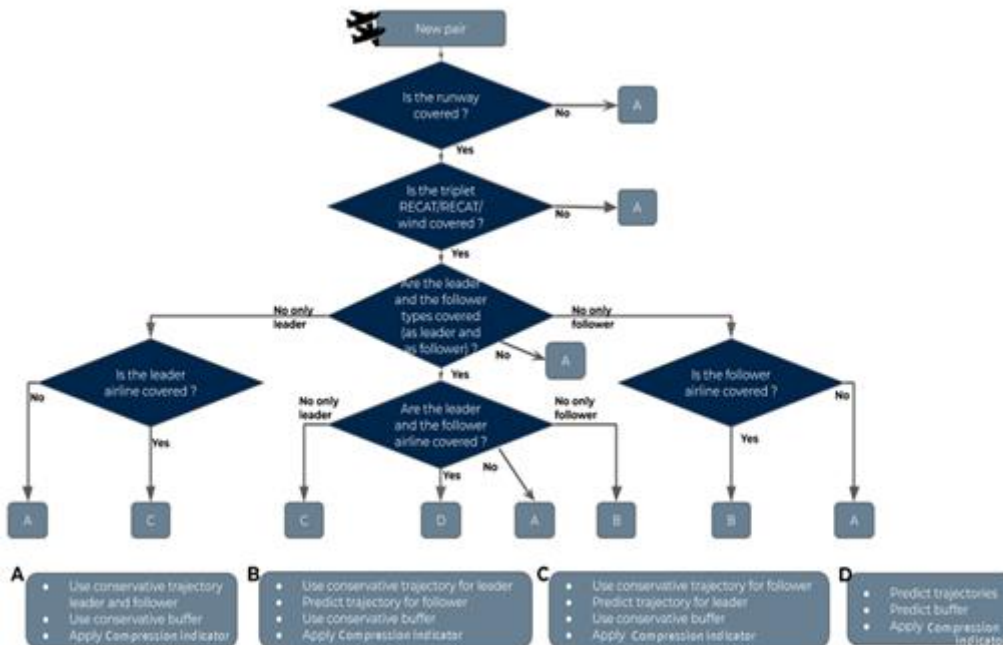 New pair
Is the runway
covered ?
No
A
Yes
Is the triplet
RECAT/RECAT/
wind covered ?
No
A
Yes
Are the leader
and the follower
types covered
(as leader and
as follower) ?
No only
leader
No only
follower
No
A
Yes
Is the leader
airline covered ?
No
Yes
Are the leader
and the follower
airline covered ?
No only
leader
No only
follower
Yes
No
Is the follower
airline covered ?
No
Yes
A
C
C
D
A
B
B
A
A
Use conservative trajectory
leader and follower
Use conservative buffer
Apply Compression indicator
B
Use conservative trajectory for leader
Predict trajectory for follower
Use conservative buffer
Apply Compression indicator
C
Use conservative trajectory for follower
Predict trajectory for leader
Use conservative buffer
Apply Compression indicator
D
Predict trajectories
Predict buffer
Apply Compression
indicator